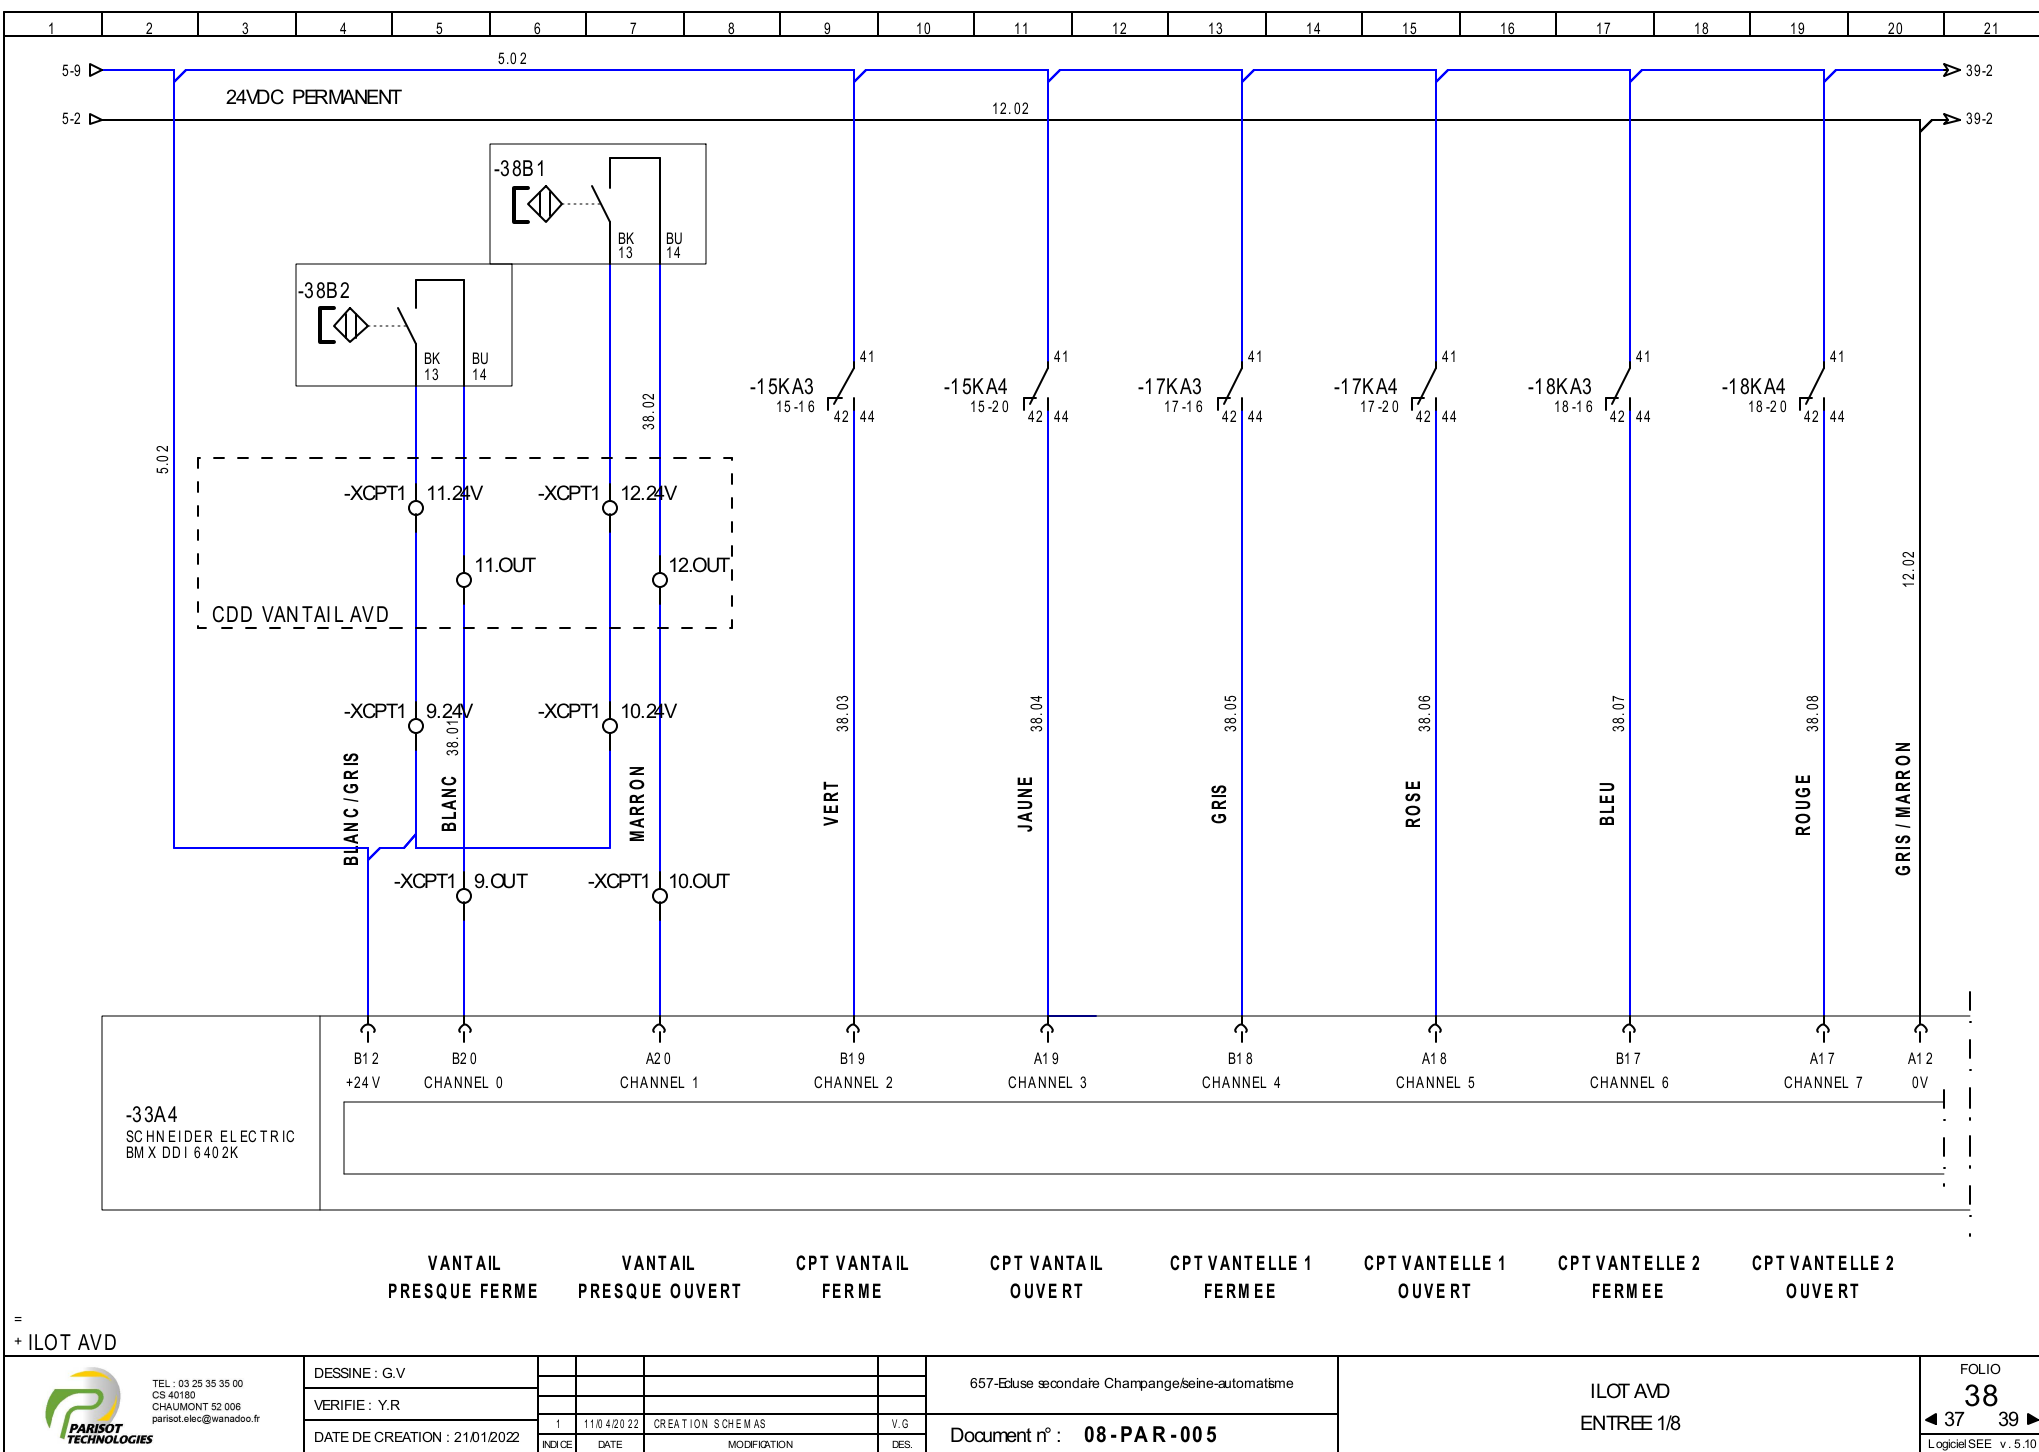 1 2 3 4 5 6 7 8 9 10 11 12 13 14 15 16 17 18 19 20 21
5-9 5.02 39-2
24VDC PERMANENT
5-2 12.02 39-2
-38B1
BK BU
13 14
-38B2
BK BU
13 14
41 41 41 41 41 41
-15KA3 -15KA4 -17KA3 -17KA4 -18KA3 -18KA4
15-16 15-20 17-16 17-20 18-16 18-20
42 44 42 44 42 44 42 44 42 44 42 44
38.02
5.02
-XCPT1 11.24V -XCPT1 12.24V
11.OUT 12.OUT
12.02
CDD VANTAIL AVD
-XCPT1 9.24V -XCPT1 10.24V
38.01 38.03 38.04 38.05 38.06 38.07 38.08
BLANC/GRIS BLANC MARRON VERT JAUNE GRIS ROSE BLEU ROUGE GRIS / MARRON
-XCPT1 9.OUT -XCPT1 10.OUT
B12 B20 A20 B19 A19 B18 A18 B17 A17 A12
+24V CHANNEL 0 CHANNEL 1 CHANNEL 2 CHANNEL 3 CHANNEL 4 CHANNEL 5 CHANNEL 6 CHANNEL 7 0V
-33A4
SCHNEIDER ELECTRIC
BMX DDI 6402K
VANTAIL VANTAIL CPT VANTAIL CPT VANTAIL CPT VANTELLE 1 CPT VANTELLE 1 CPT VANTELLE 2 CPT VANTELLE 2
PRESQUE FERME PRESQUE OUVERT FERME OUVERT FERMEE OUVERT FERMEE OUVERT
=
+ ILOT AVD
PARISOT
TECHNOLOGIES
TEL : 03 25 35 35 00
CS 40180
CHAUMONT 52 006
parisot.elec@wanadoo.fr
DESSINE : G.V
VERIFIE : Y.R
DATE DE CREATION : 21/01/2022
1 11/04/2022 CREATION SCHEMAS V.G
INDICE DATE MODIFICATION DES.
657-Ecluse secondaire Champange/seine-automatisme
Document n° : 08-PAR-005
ILOT AVD
ENTREE 1/8
FOLIO
38
37 39
Logiciel SEE v.5.10